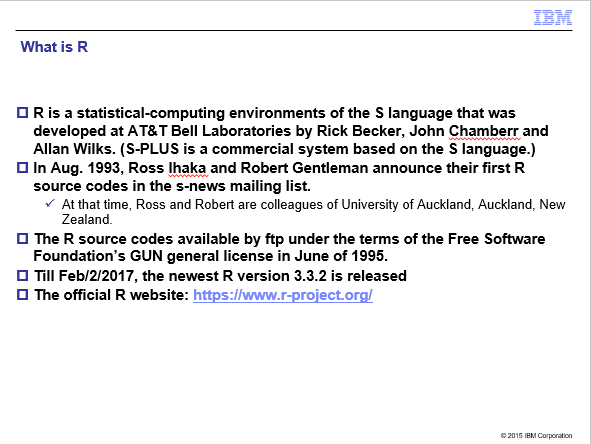 IBM
What is R
R is a statistical-computing environments of the S language that was
developed at AT&T Bell Laboratories by Rick Becker, John Chamberr and
Allan Wilks. (S-PLUS is a commercial system based on the S language.)
In Aug. 1993, Ross Ihaka and Robert Gentleman announce their first R
source codes in the s-news mailing list.
At that time, Ross and Robert are colleagues of University of Auckland, Auckland, New
Zealand.
The R source codes available by ftp under the terms of the Free Software
Foundation's GUN general license in June of 1995.
Till Feb/2/2017, the newest R version 3.3.2 is released
The official R website: https://www.r-project.org/
© 2015 IBM Corporation